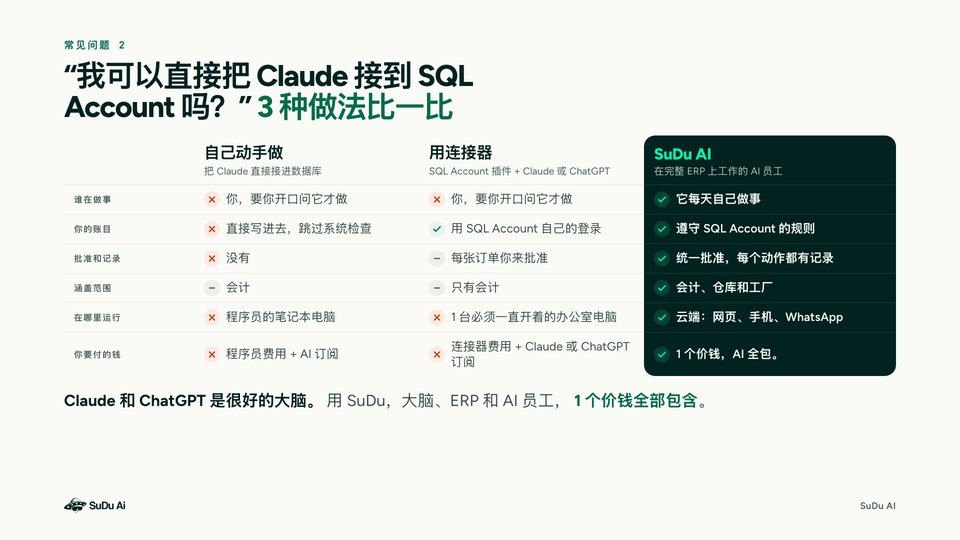 常见问题 2
“我可以直接把 Claude 接到 SQL
Account 吗？” 3 种做法比一比
自己动手做
把 Claude 直接接进数据库
用连接器
SQL Account 插件 + Claude 或 ChatGPT
SuDu AI
在完整 ERP 上工作的 AI 员工
谁在做事
你，要你开口问它才做
你，要你开口问它才做
它每天自己做事
你的账目
直接写进去，跳过系统检查
用 SQL Account 自己的登录
遵守 SQL Account 的规则
批准和记录
没有
每张订单你来批准
统一批准，每个动作都有记录
涵盖范围
会计
只有会计
会计、仓库和工厂
在哪里运行
程序员的笔记本电脑
1 台必须一直开着的办公室电脑
云端：网页、手机、WhatsApp
你要付的钱
程序员费用 + AI 订阅
连接器费用 + Claude 或 ChatGPT
订阅
1 个价钱，AI 全包。
Claude 和 ChatGPT 是很好的大脑。 用 SuDu，大脑、ERP 和 AI 员工， 1 个价钱全部包含。
SuDu Ai
SuDu AI